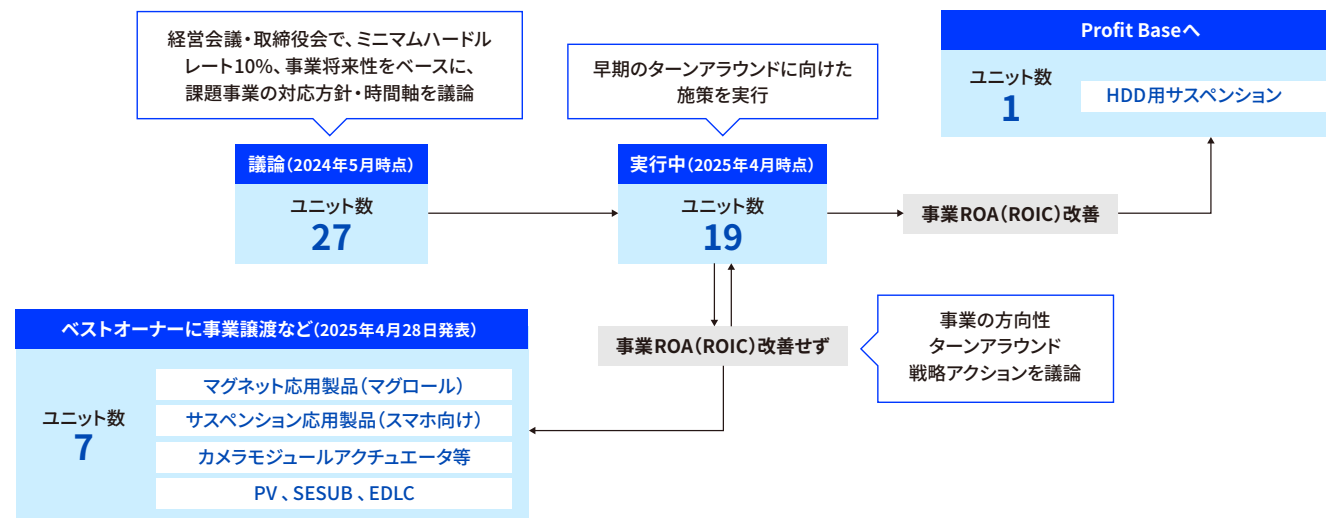 経営会議・取締役会で、ミニマムハードル
レート10%、事業将来性をベースに、
課題事業の対応方針・時間軸を議論
議論(2024年5月時点)
ユニット数
27
早期のターンアラウンドに向けた
施策を実行
実行中(2025年4月時点)
ユニット数
19
Profit Baseへ
ユニット数
1
HDD用サスペンション
事業ROA(ROIC)改善
事業ROA(ROIC)改善せず
事業の方向性
ターンアラウンド
戦略アクションを議論
ベストオーナーに事業譲渡など(2025年4月28日発表)
ユニット数
7
マグネット応用製品(マグロール)
サスペンション応用製品(スマホ向け)
カメラモジュールアクチュエータ等
PV、SESUB、EDLC